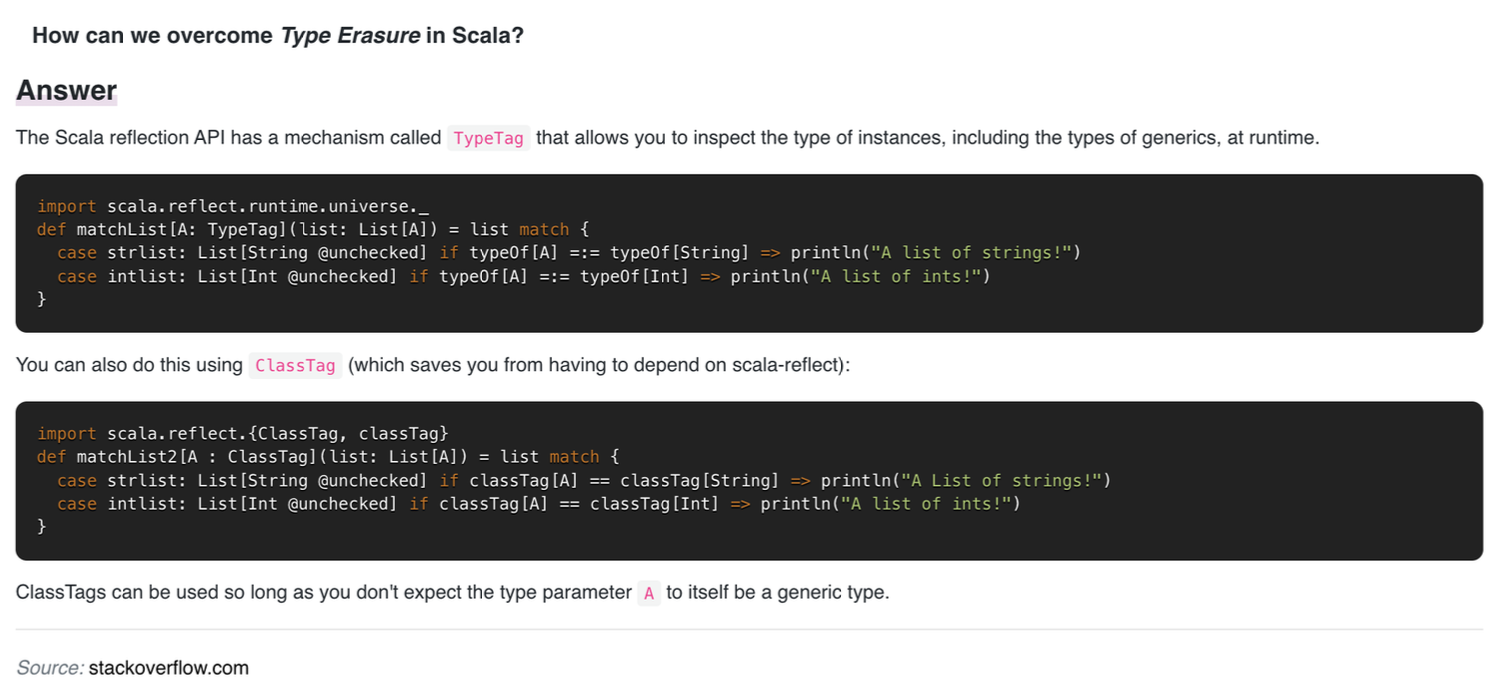 How can we overcome Type Erasure in Scala?
Answer
The Scala reflection API has a mechanism called TypeTag that allows you to inspect the type of instances, including the types of generics, at runtime.
import scala.reflect.runtime.universe._
def matchList[A: TypeTag](list: List[A]) = list match {
  case strlist: List[String @unchecked] if typeOf[A] =:= typeOf[String] => println("A list of strings!")
  case intlist: List[Int @unchecked] if typeOf[A] =:= typeOf[Int] => println("A list of ints!")
}
You can also do this using ClassTag (which saves you from having to depend on scala-reflect):
import scala.reflect.{ClassTag, classTag}
def matchList2[A : ClassTag](list: List[A]) = list match {
  case strlist: List[String @unchecked] if classTag[A] == classTag[String] => println("A List of strings!")
  case intlist: List[Int @unchecked] if classTag[A] == classTag[Int] => println("A list of ints!")
}
ClassTags can be used so long as you don't expect the type parameter A to itself be a generic type.
Source: stackoverflow.com